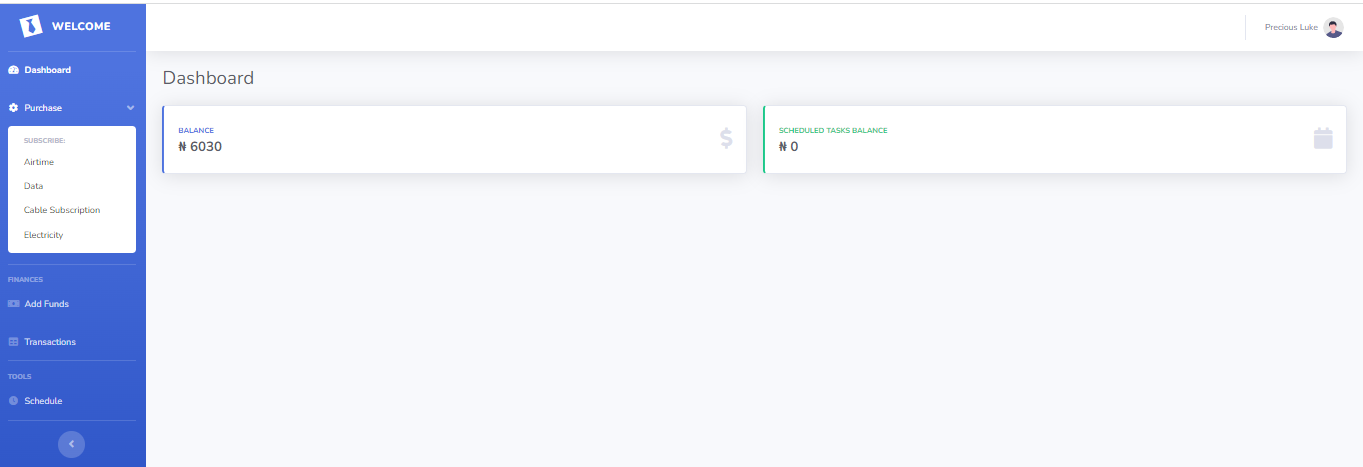 WELCOME
Dashboard
Purchase
SUBSCRIBE:
Airtime
Data
Cable Subscription
Electricity
FINANCES
Add Funds
Transactions
TOOLS
Schedule
Precious Luke
Dashboard
BALANCE
₦ 6030
SCHEDULED TASKS BALANCE
₦ 0